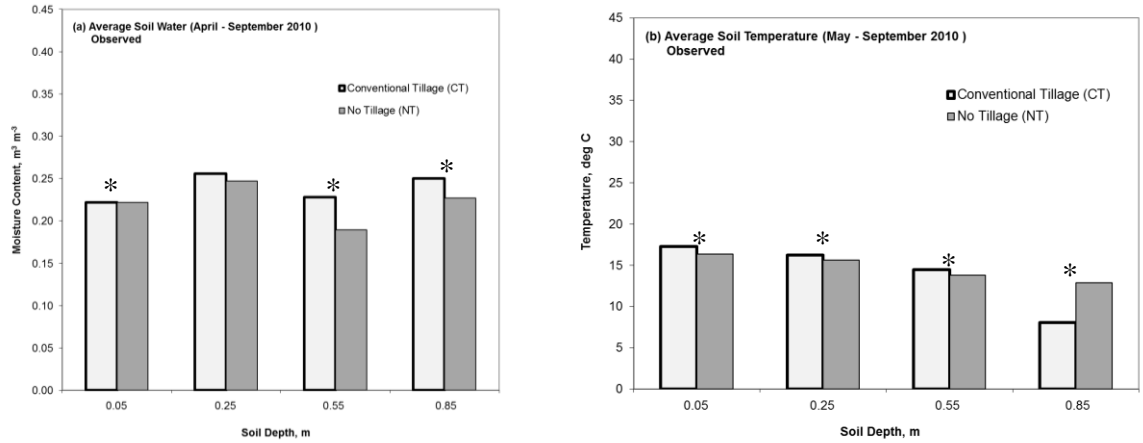 (a) Average Soil Water (April - September 2010 )
Observed
Conventional Tillage (CT)
No Tillage (NT)
Moisture Content, m³ m⁻³
0.45
0.40
0.35
0.30
0.25
0.20
0.15
0.10
0.05
0.00
* * *
0.05 0.25 0.55 0.85
Soil Depth, m
(b) Average Soil Temperature (May - September 2010 )
Observed
Conventional Tillage (CT)
No Tillage (NT)
Temperature, deg C
45
40
35
30
25
20
15
10
5
0
* * * *
0.05 0.25 0.55 0.85
Soil Depth, m